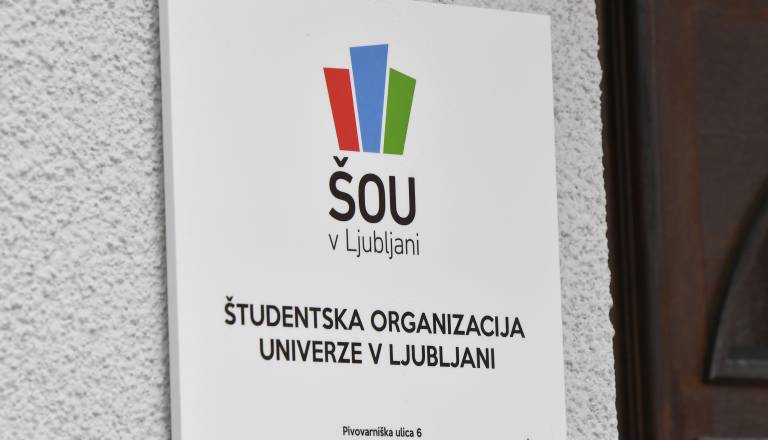 ŠOU
v Ljubljani
ŠTUDENTSKA ORGANIZACIJA
UNIVERZE V LJUBLJANI
Pivovarniška ulica 6